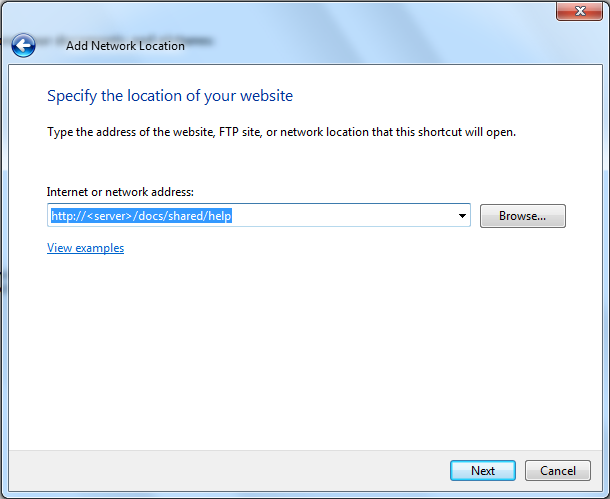 Add Network Location
Specify the location of your website
Type the address of the website, FTP site, or network location that this shortcut will open.
Internet or network address:
http://<server>/docs/shared/help
Browse...
View examples
Next
Cancel